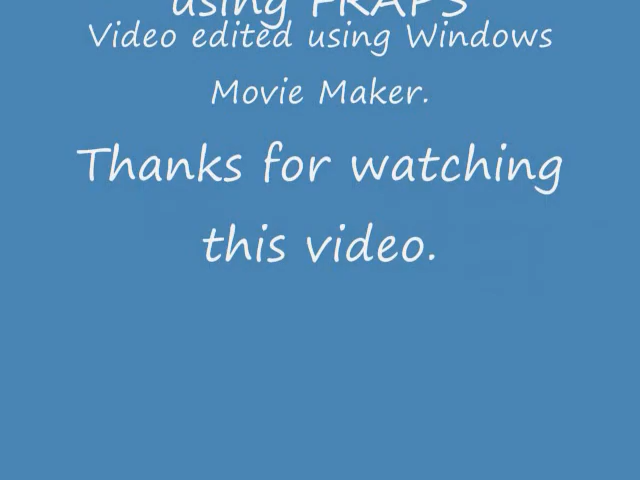 using FRAPS
Video edited using Windows
Movie Maker.
Thanks for watching
this video.